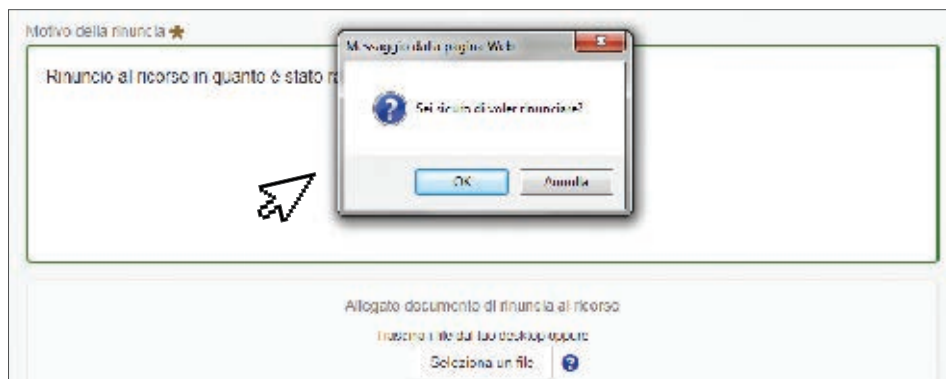 Motivo della rinuncia
Messaggio dalla pagina Web
Rinuncio al ricorso in quanto è stato
Sei sicuro di voler rinunciare?
OK Annulla
Allegato documento di rinuncia al ricorso
Trascina i file dal tuo desktop oppure
Seleziona un file